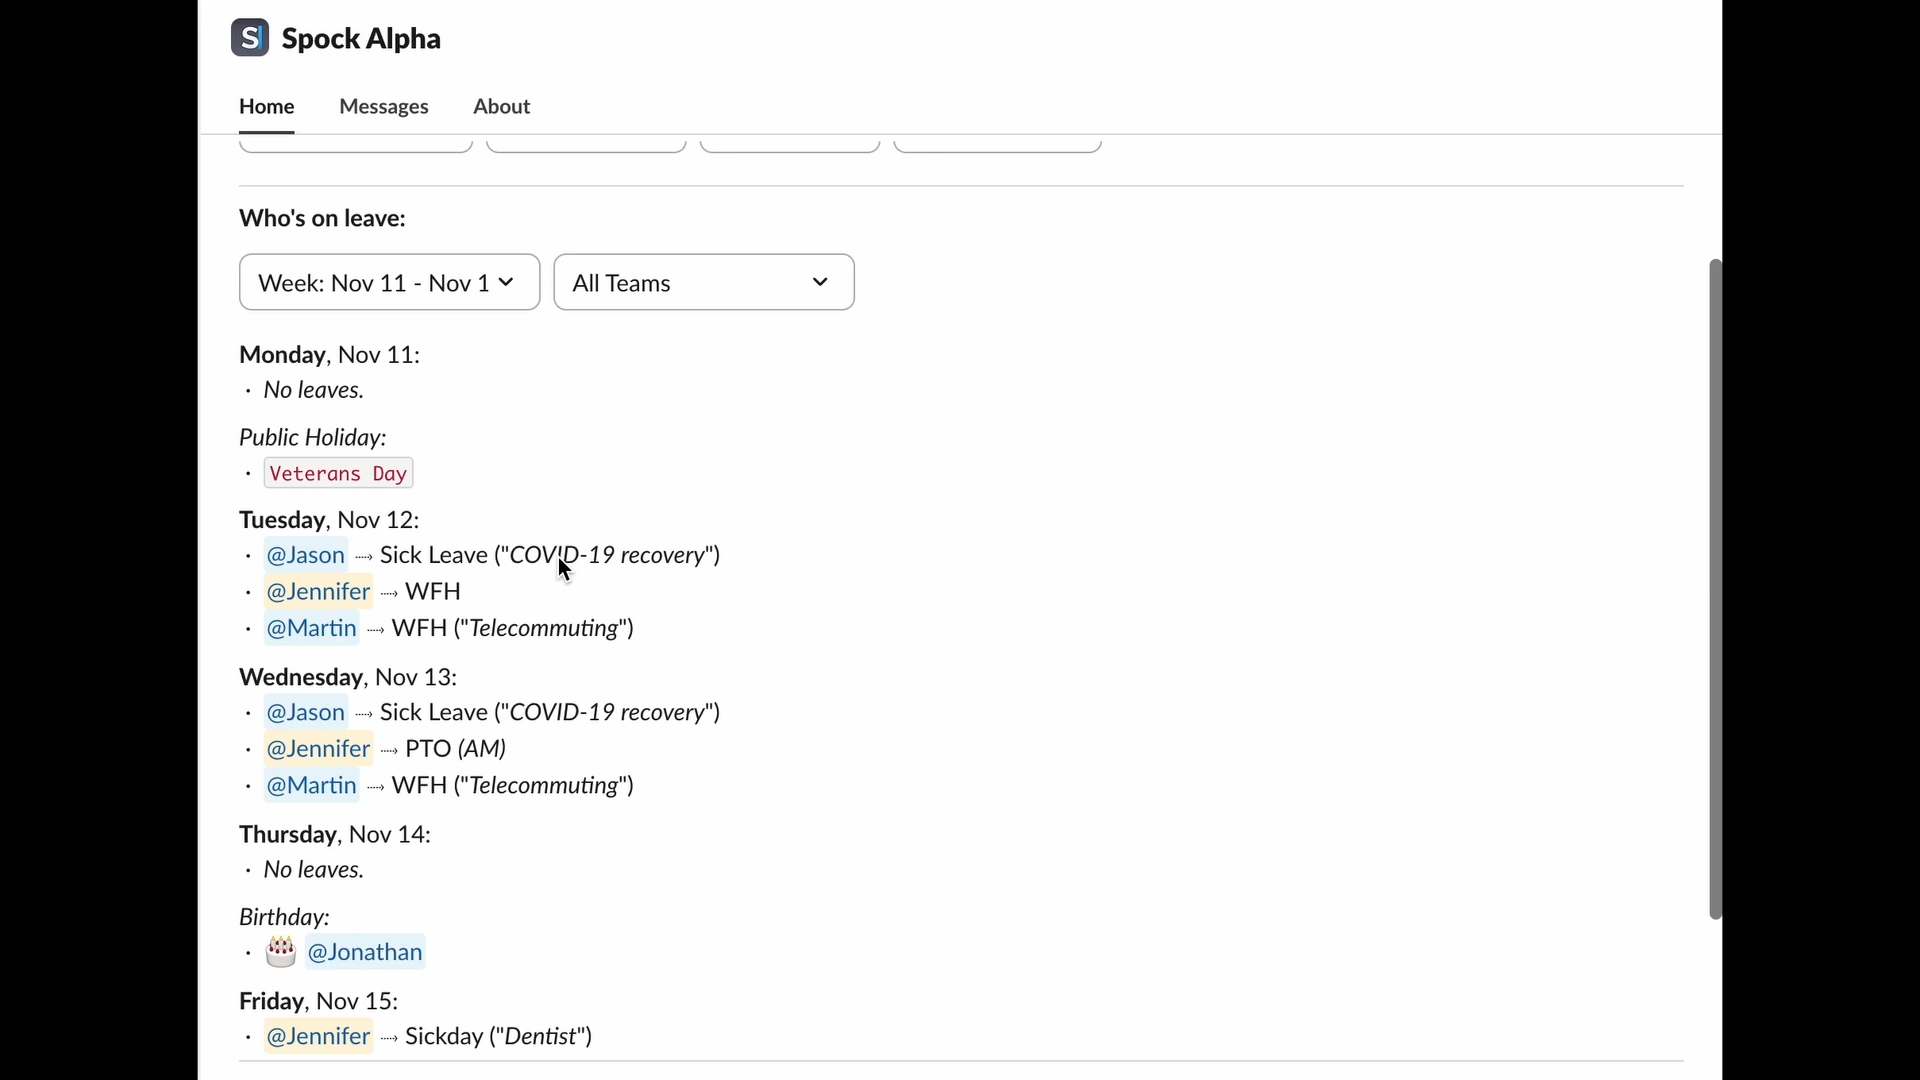 S Spock Alpha
Home Messages About
Who's on leave:
Week: Nov 11 - Nov 1 All Teams
Monday, Nov 11:
• No leaves.
Public Holiday:
• Veterans Day
Tuesday, Nov 12:
• @Jason ⤑ Sick Leave ("COVID-19 recovery")
• @Jennifer ⤑ WFH
• @Martin ⤑ WFH ("Telecommuting")
Wednesday, Nov 13:
• @Jason ⤑ Sick Leave ("COVID-19 recovery")
• @Jennifer ⤑ PTO (AM)
• @Martin ⤑ WFH ("Telecommuting")
Thursday, Nov 14:
• No leaves.
Birthday:
• 🎂 @Jonathan
Friday, Nov 15:
• @Jennifer ⤑ Sickday ("Dentist")